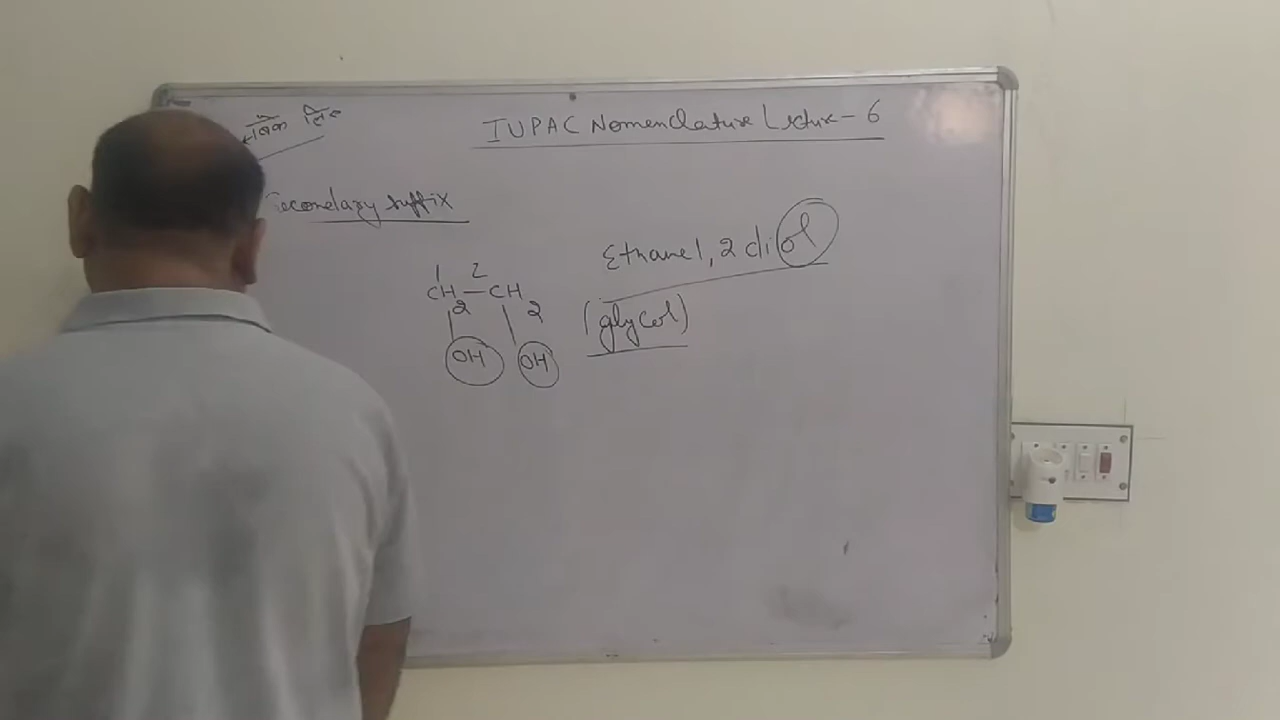 IUPAC Nomenclature Lecture - 6
Secondary suffix
Ethane 1, 2 diol
1 2
CH2 — CH2
OH OH
(glycol)